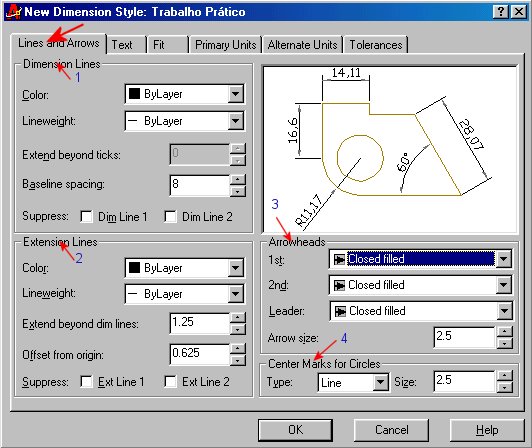 New Dimension Style: Trabalho Prático
Lines and Arrows Text Fit Primary Units Alternate Units Tolerances
Dimension Lines
1
Color: ByLayer
Lineweight: ByLayer
Extend beyond ticks: 0
Baseline spacing: 8
Suppress: Dim Line 1 Dim Line 2
14,11
16,6
R11,17
60°
28,07
Extension Lines
2
Color: ByLayer
Lineweight: ByLayer
Extend beyond dim lines: 1.25
Offset from origin: 0.625
Suppress: Ext Line 1 Ext Line 2
3
Arrowheads
1st: Closed filled
2nd: Closed filled
Leader: Closed filled
Arrow size: 2.5
4
Center Marks for Circles
Type: Line Size: 2.5
OK Cancel Help